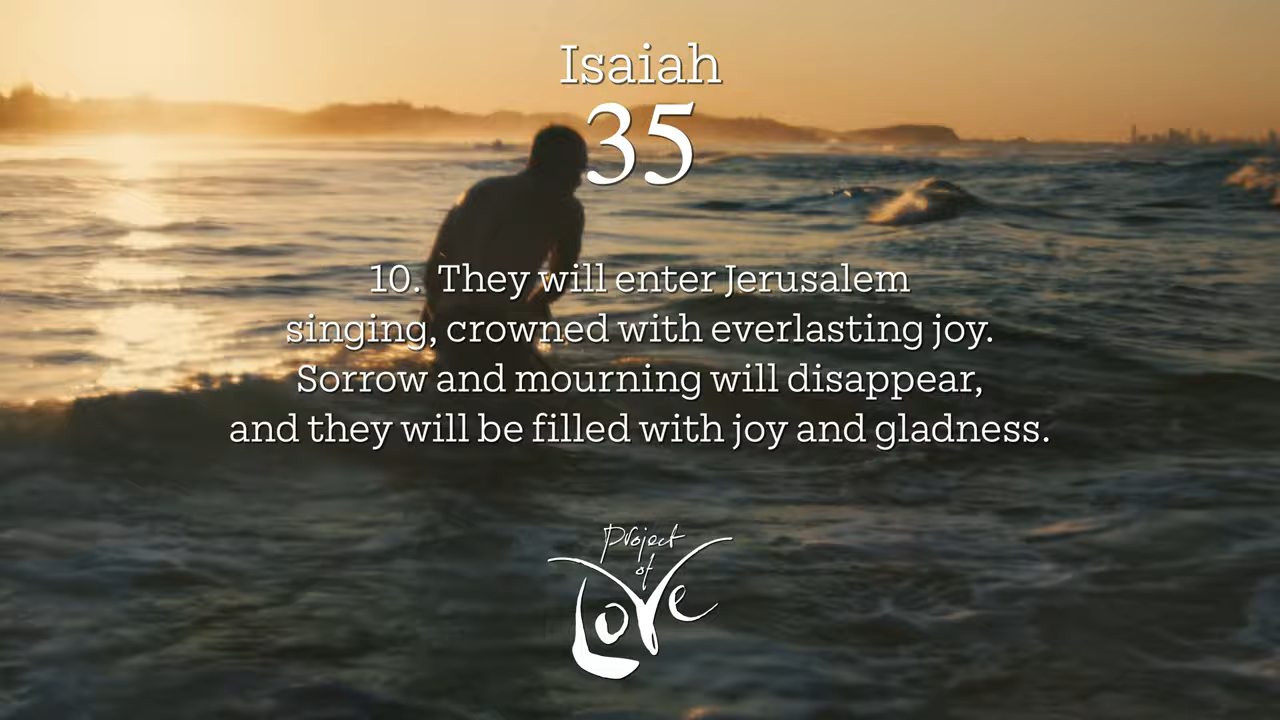 Isaiah
35
10. They will enter Jerusalem
singing, crowned with everlasting joy.
Sorrow and mourning will disappear,
and they will be filled with joy and gladness.
project
of
Love